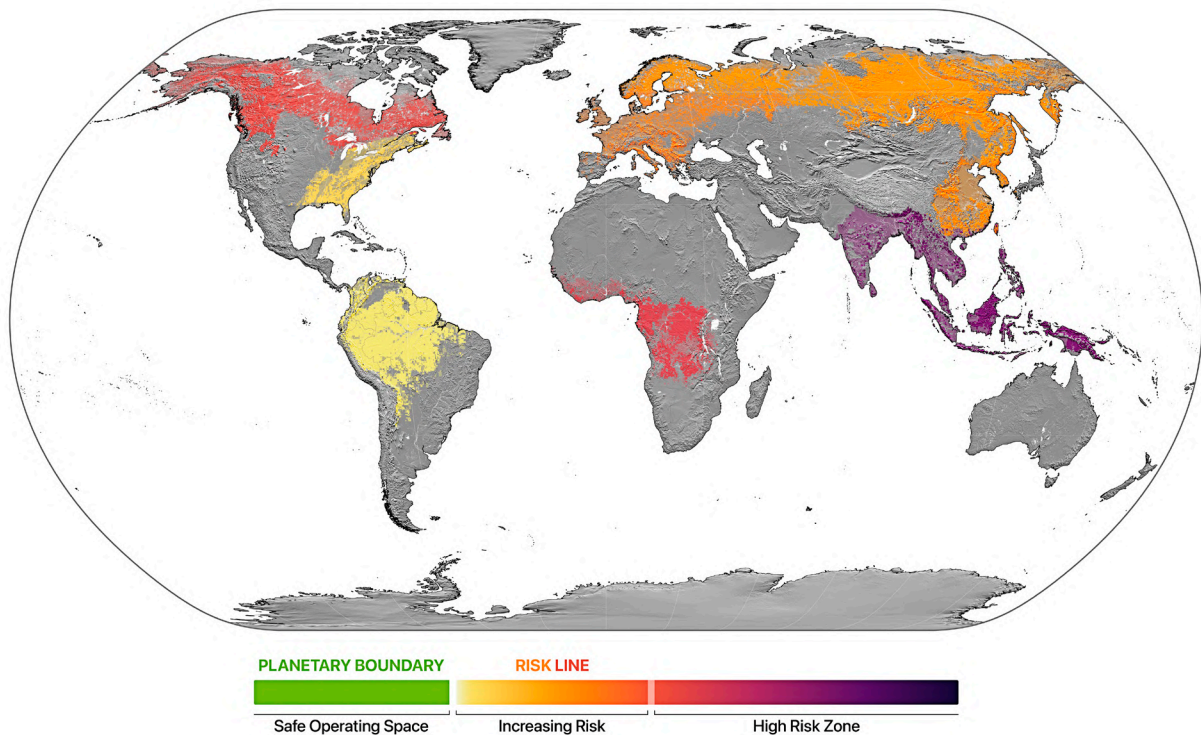 PLANETARY BOUNDARY
RISK LINE
Safe Operating Space
Increasing Risk
High Risk Zone